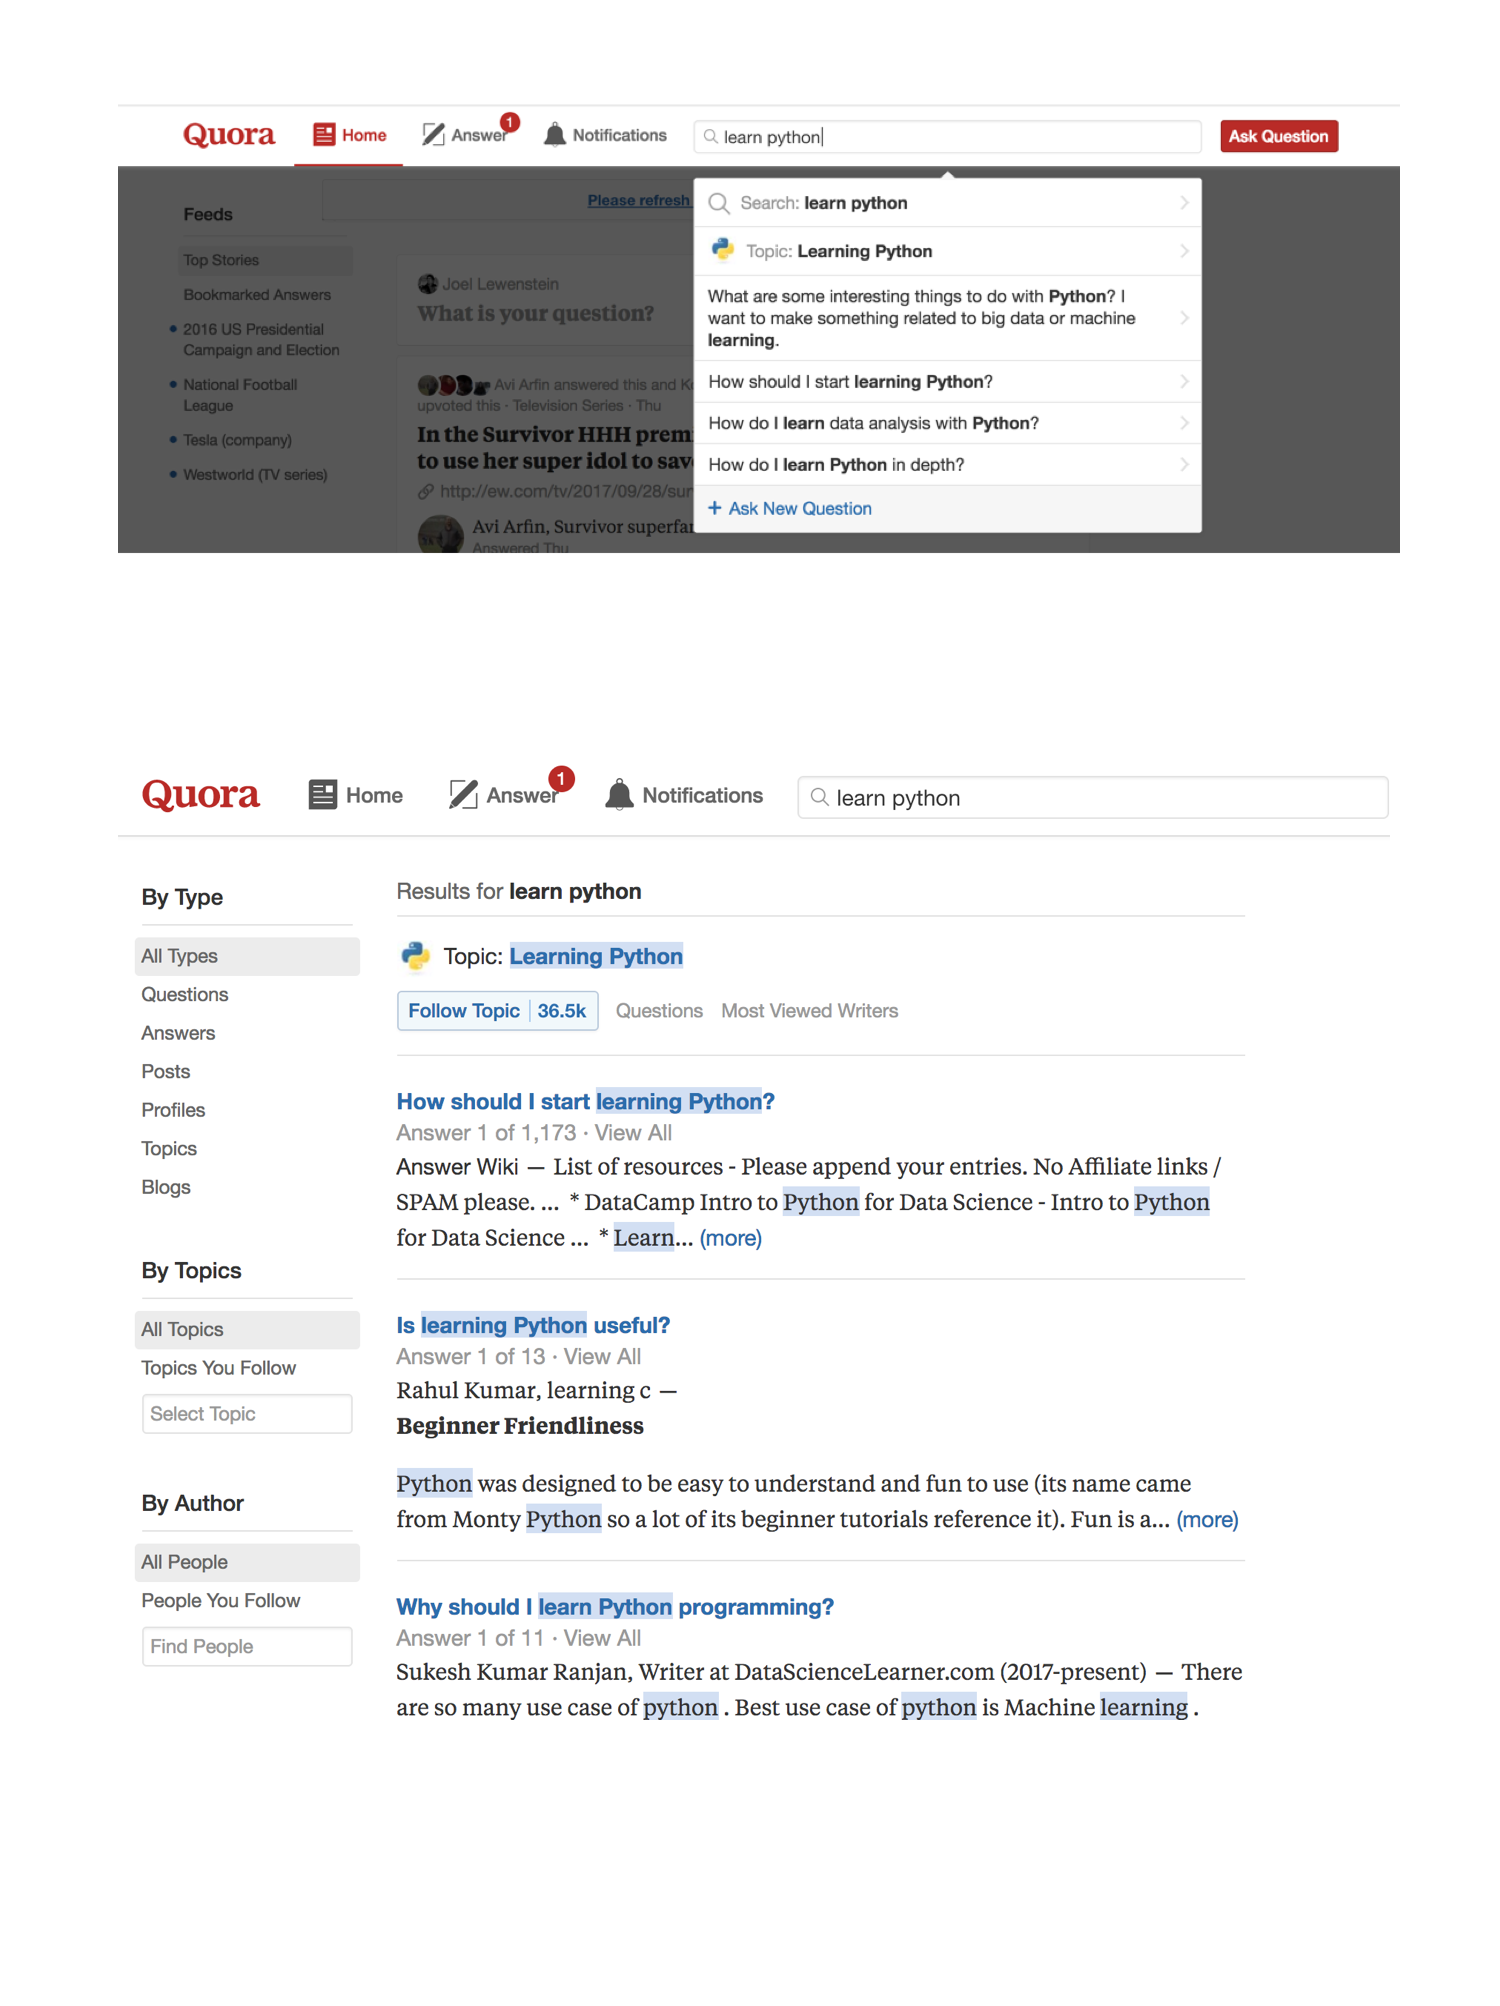 Quora Home Answer 1 Notifications learn python Ask Question
Feeds
Top Stories
Bookmarked Answers
2016 US Presidential
Campaign and Election
National Football
League
Tesla (company)
Westworld (TV series)
Please refresh
Joel Lewenstein
What is your question?
Avi Arfin answered this and K
upvoted this · Television Series · Thu
In the Survivor HHH prem
to use her super idol to sav
http://ew.com/tv/2017/09/28/sur
Avi Arfin, Survivor superfan
Answered Thu
Search: learn python
Topic: Learning Python
What are some interesting things to do with Python? I
want to make something related to big data or machine
learning.
How should I start learning Python?
How do I learn data analysis with Python?
How do I learn Python in depth?
+ Ask New Question
Quora Home Answer 1 Notifications learn python
By Type
All Types
Questions
Answers
Posts
Profiles
Topics
Blogs
By Topics
All Topics
Topics You Follow
Select Topic
By Author
All People
People You Follow
Find People
Results for learn python
Topic: Learning Python
Follow Topic | 36.5k Questions Most Viewed Writers
How should I start learning Python?
Answer 1 of 1,173 · View All
Answer Wiki — List of resources - Please append your entries. No Affiliate links /
SPAM please. ... * DataCamp Intro to Python for Data Science - Intro to Python
for Data Science ... * Learn... (more)
Is learning Python useful?
Answer 1 of 13 · View All
Rahul Kumar, learning c —
Beginner Friendliness
Python was designed to be easy to understand and fun to use (its name came
from Monty Python so a lot of its beginner tutorials reference it). Fun is a... (more)
Why should I learn Python programming?
Answer 1 of 11 · View All
Sukesh Kumar Ranjan, Writer at DataScienceLearner.com (2017-present) — There
are so many use case of python . Best use case of python is Machine learning .